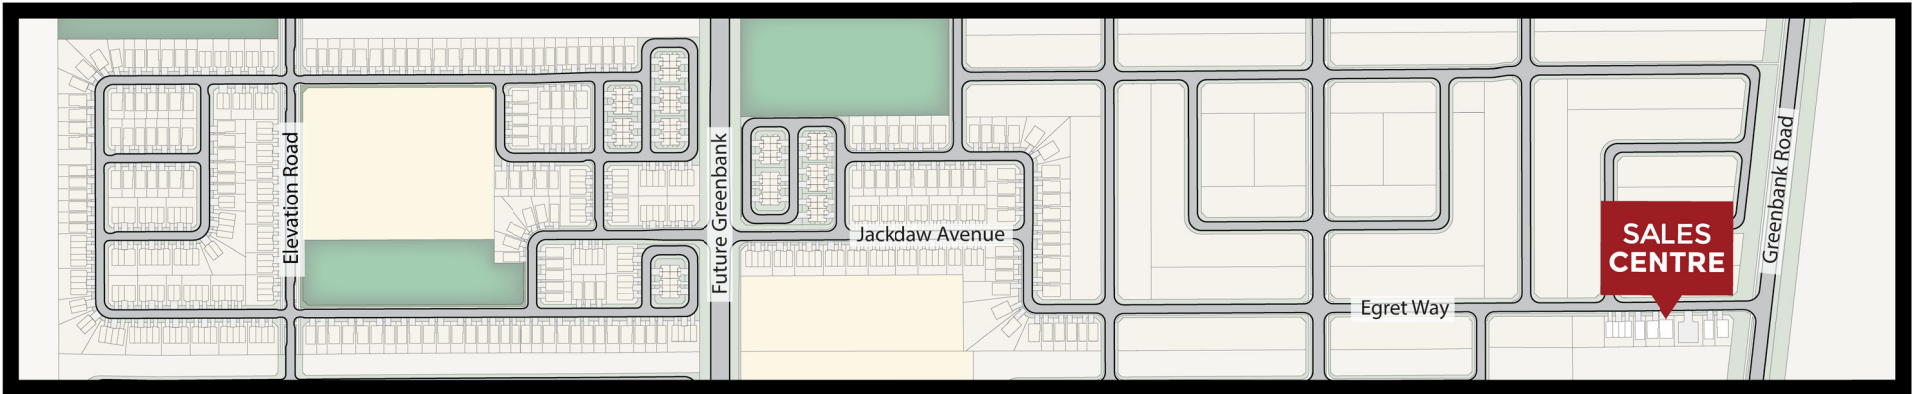 Elevation Road
Future Greenbank
Jackdaw Avenue
Egret Way
SALES
CENTRE
Greenbank Road